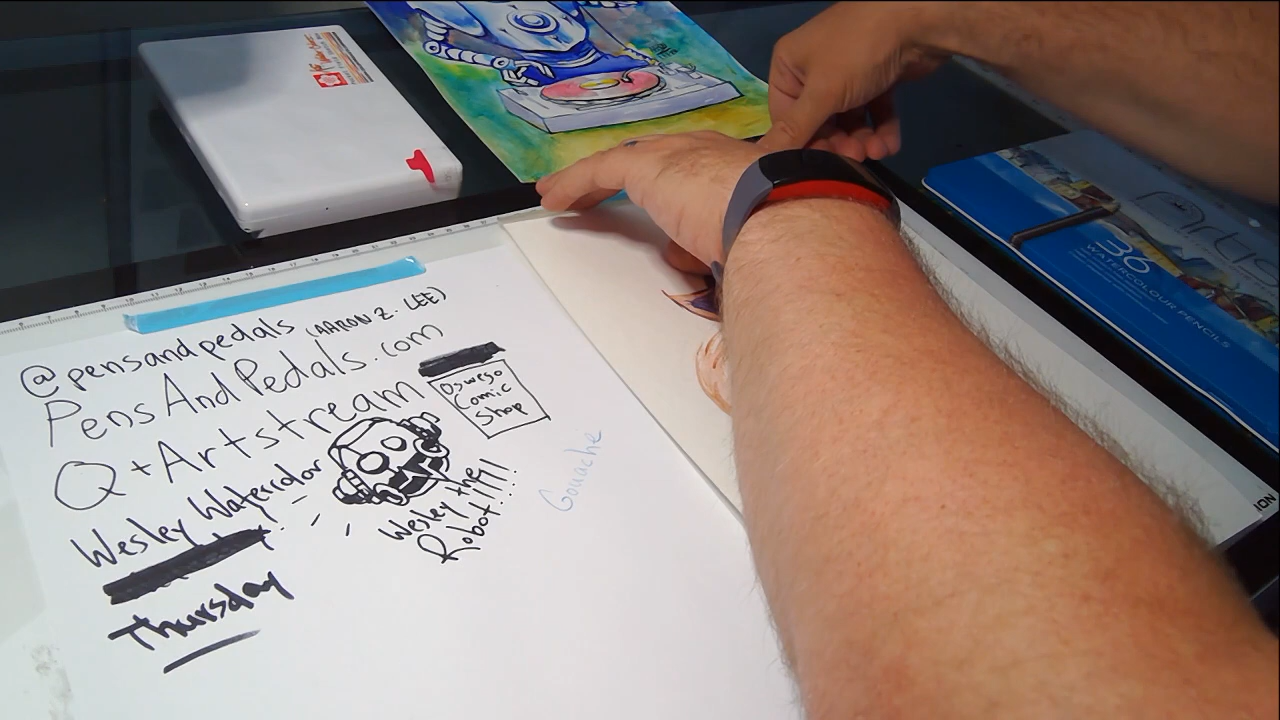 @pensandpedals (AARON Z. LEE)
PensAndPedals.com
Q+Artstream
Oswego
Comic
Shop
Wesley Watercolor
Wesley the
Robot!!!!
Gouache
Thursday
36
WATERCOLOUR PENCILS